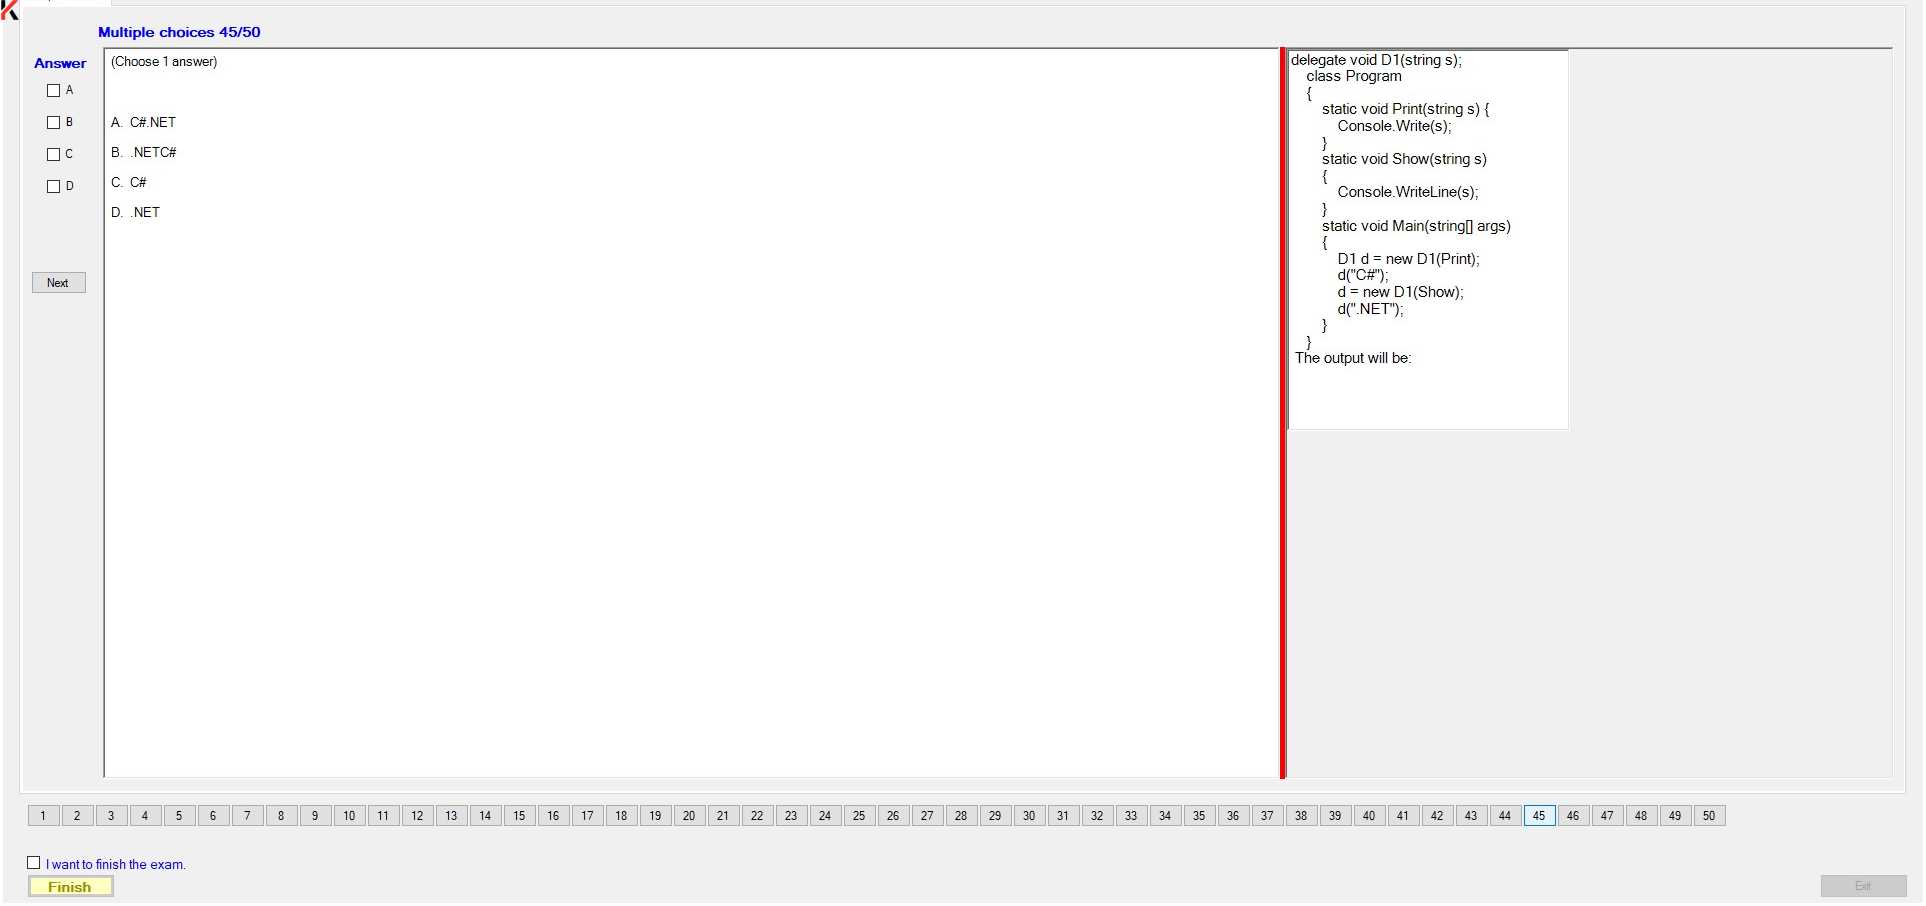 Multiple choices 45/50
Answer
A
B
C
D
Next
(Choose 1 answer)
A. C#.NET
B. .NETC#
C. C#
D. .NET
delegate void D1(string s);
class Program
{
static void Print(string s) {
Console.Write(s);
}
static void Show(string s)
{
Console.WriteLine(s);
}
static void Main(string[] args)
{
D1 d = new D1(Print);
d("C#");
d = new D1(Show);
d(".NET");
}
}
The output will be:
1 2 3 4 5 6 7 8 9 10 11 12 13 14 15 16 17 18 19 20 21 22 23 24 25 26 27 28 29 30 31 32 33 34 35 36 37 38 39 40 41 42 43 44 45 46 47 48 49 50
I want to finish the exam.
Finish
Exit